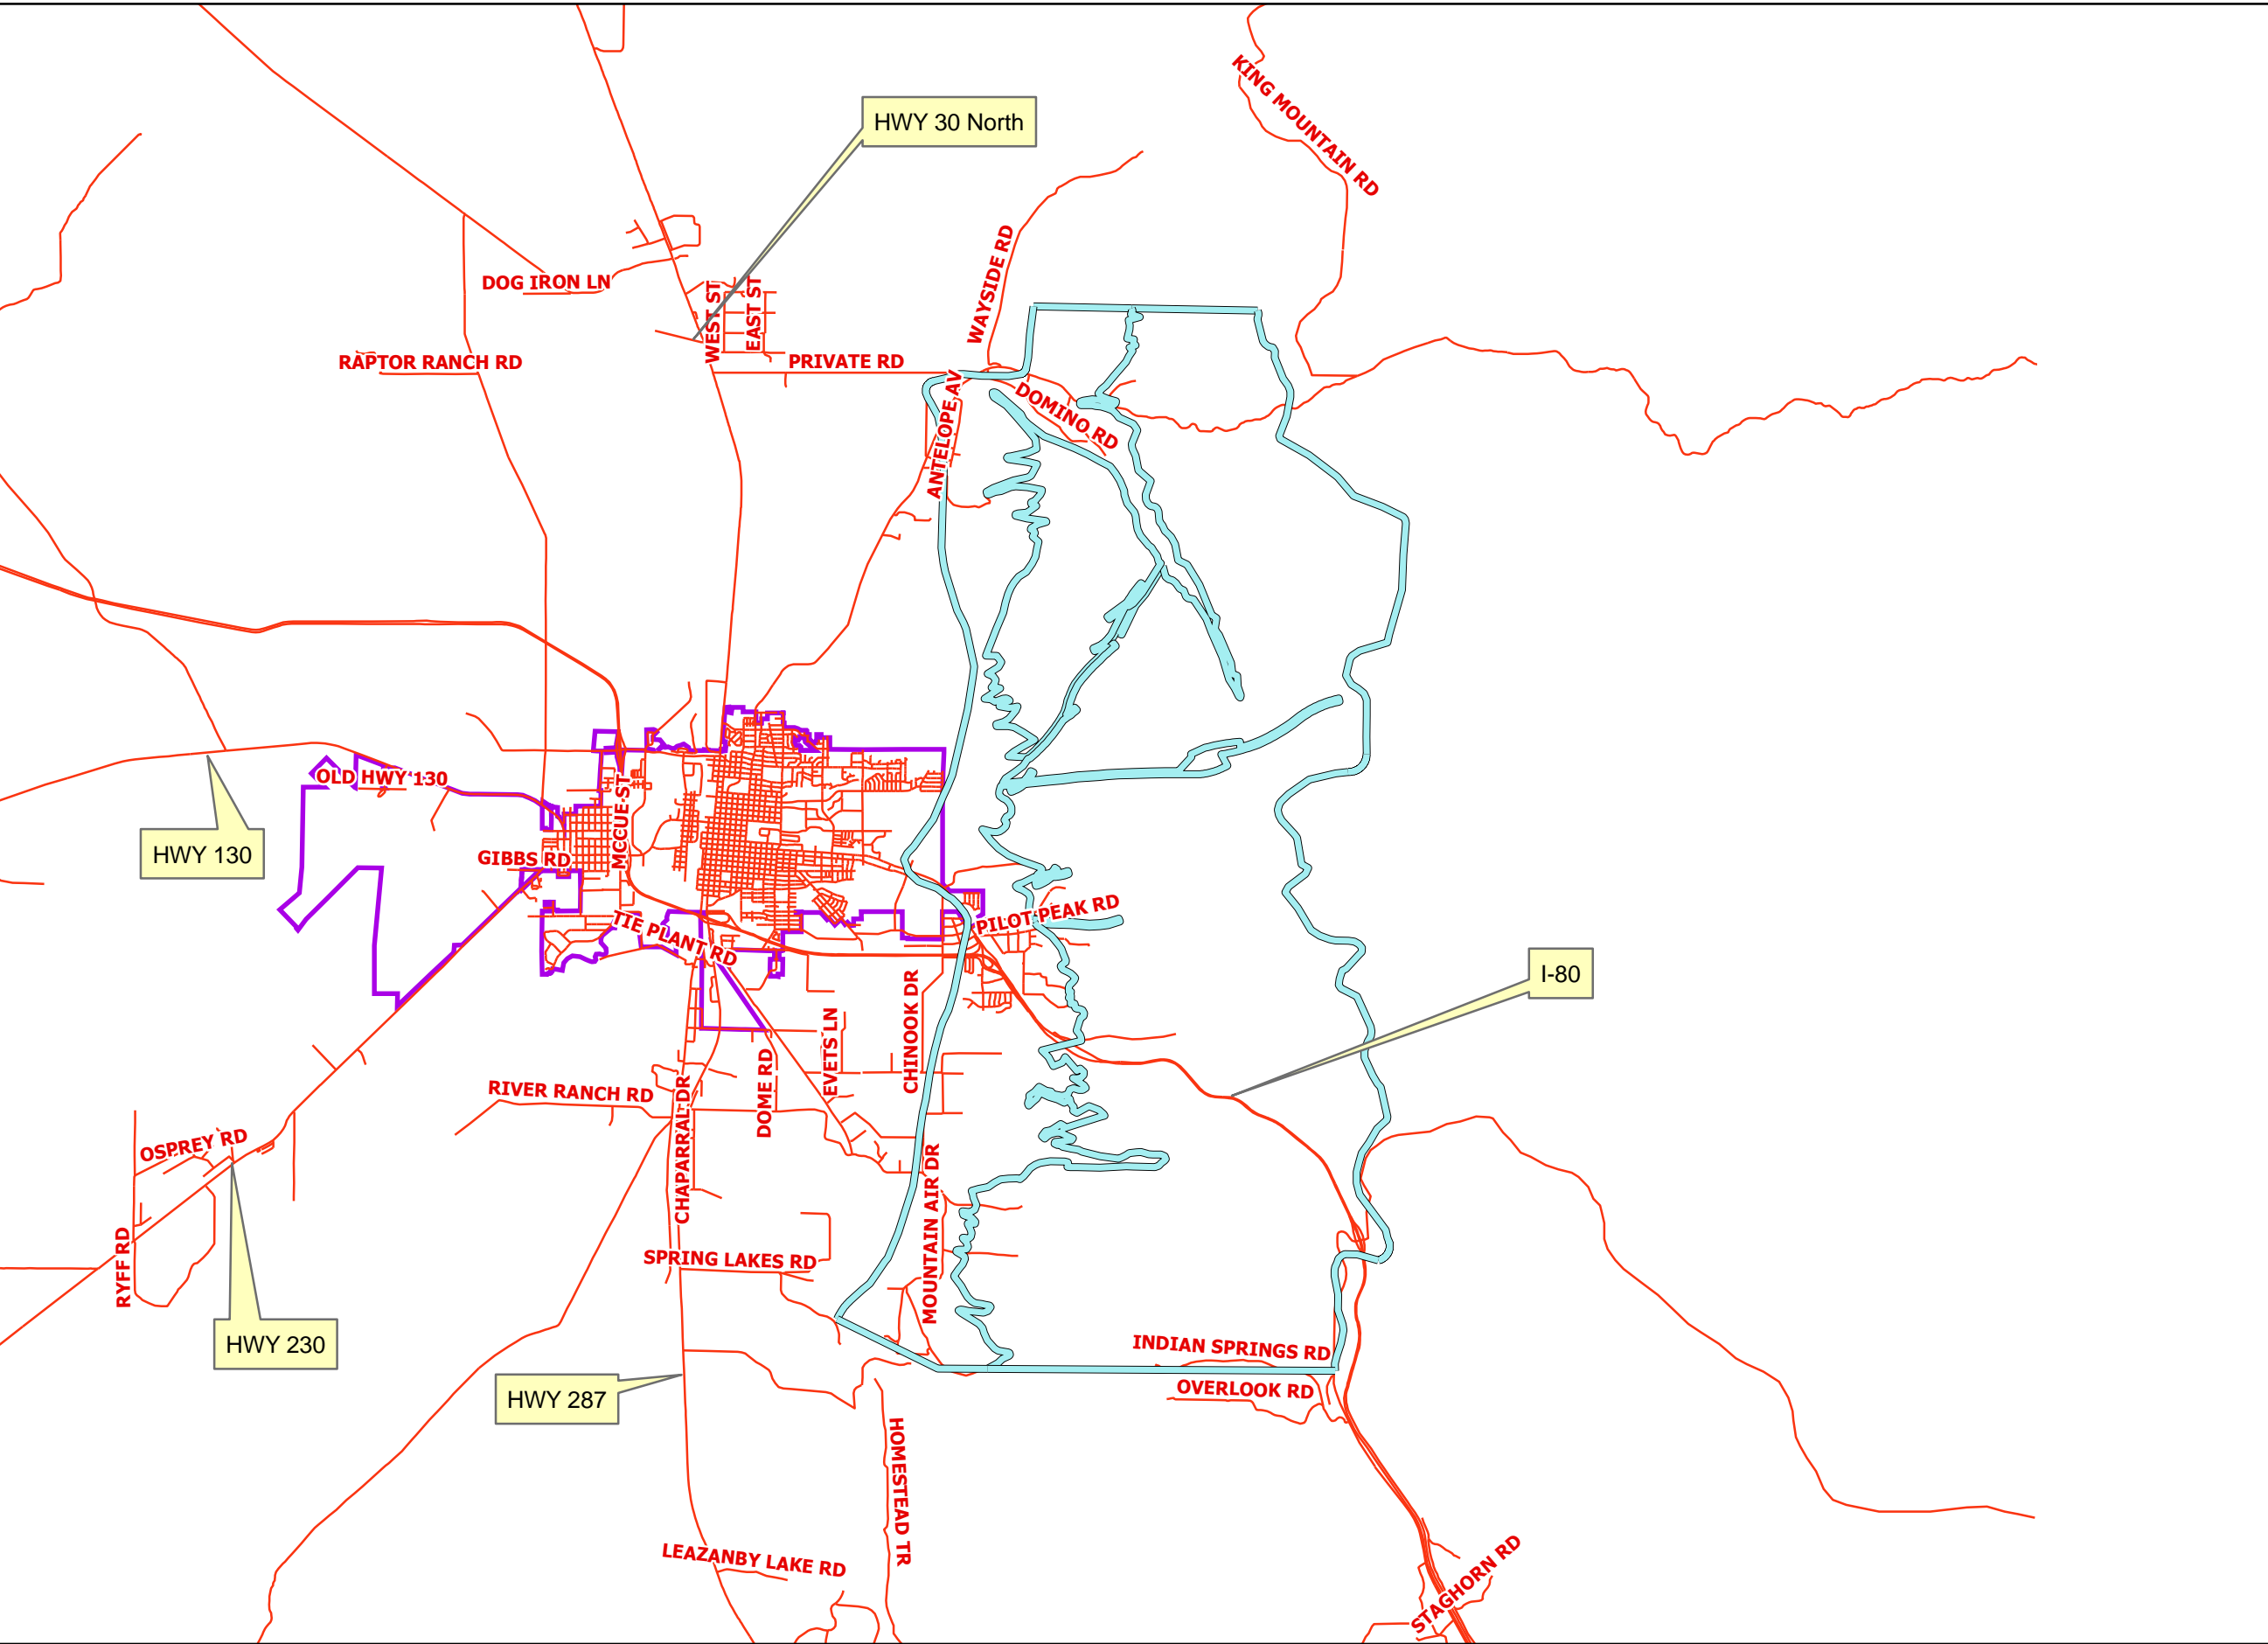 KING MOUNTAIN RD
HWY 30 North
WAYSIDE RD
DOG IRON LN
WEST ST
EAST ST
RAPTOR RANCH RD
PRIVATE RD
ANTELOPE AV
DOMINO RD
OLD HWY 130
MCCUE ST
HWY 130
GIBBS RD
TIE PLANT RD
PILOT PEAK RD
I-80
CHINOOK DR
EVETS LN
DOME RD
RIVER RANCH RD
CHAPARRAL DR
OSPREY RD
MOUNTAIN AIR DR
RYFF RD
SPRING LAKES RD
HWY 230
INDIAN SPRINGS RD
HWY 287
OVERLOOK RD
HOMESTEAD TR
LEAZANBY LAKE RD
STAGHORN RD